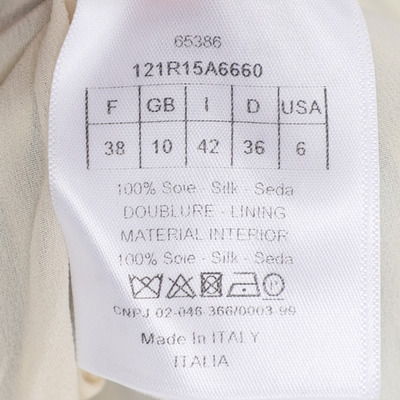 65386
121R15A6660
F GB I D USA
38 10 42 36 6
100% Soie - Silk - Seda
DOUBLURE - LINING
MATERIAL INTERIOR
100% Soie - Silk - Seda
CNPJ 02-046-366/0003-99
Made In ITALY
ITALIA